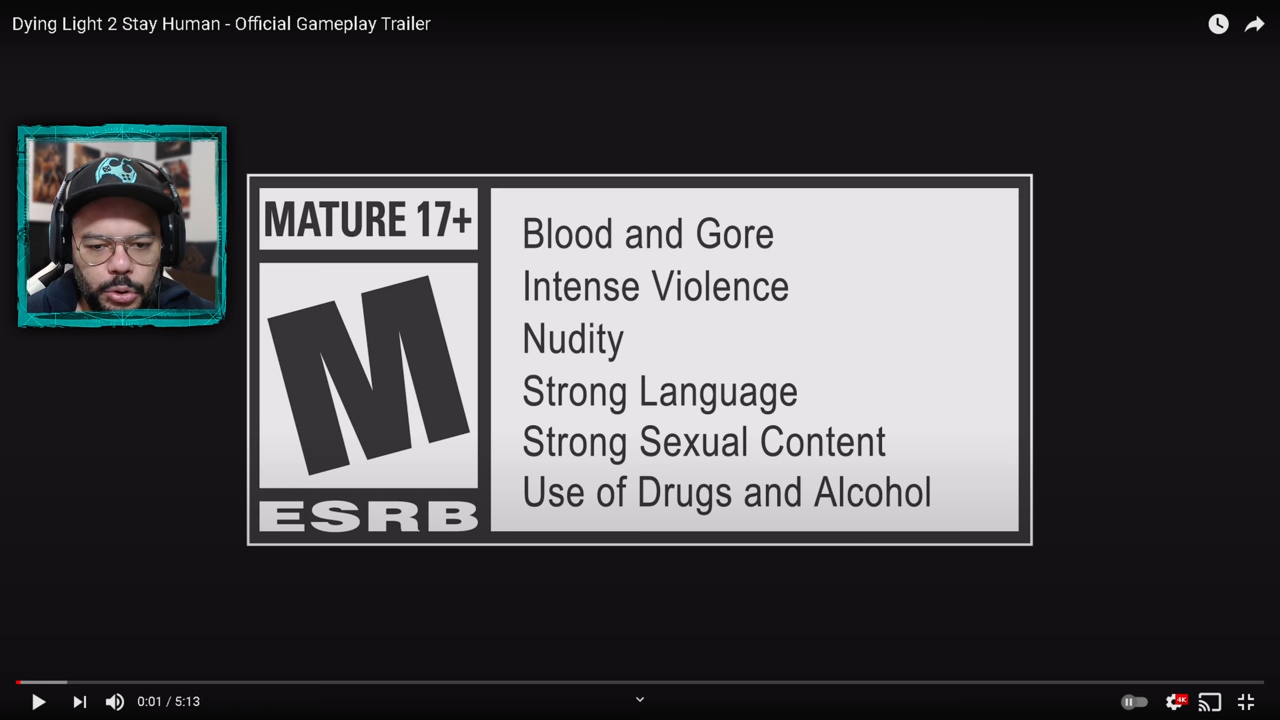 Dying Light 2 Stay Human - Official Gameplay Trailer
MATURE 17+
M
ESRB
Blood and Gore
Intense Violence
Nudity
Strong Language
Strong Sexual Content
Use of Drugs and Alcohol
0:01 / 5:13
4K